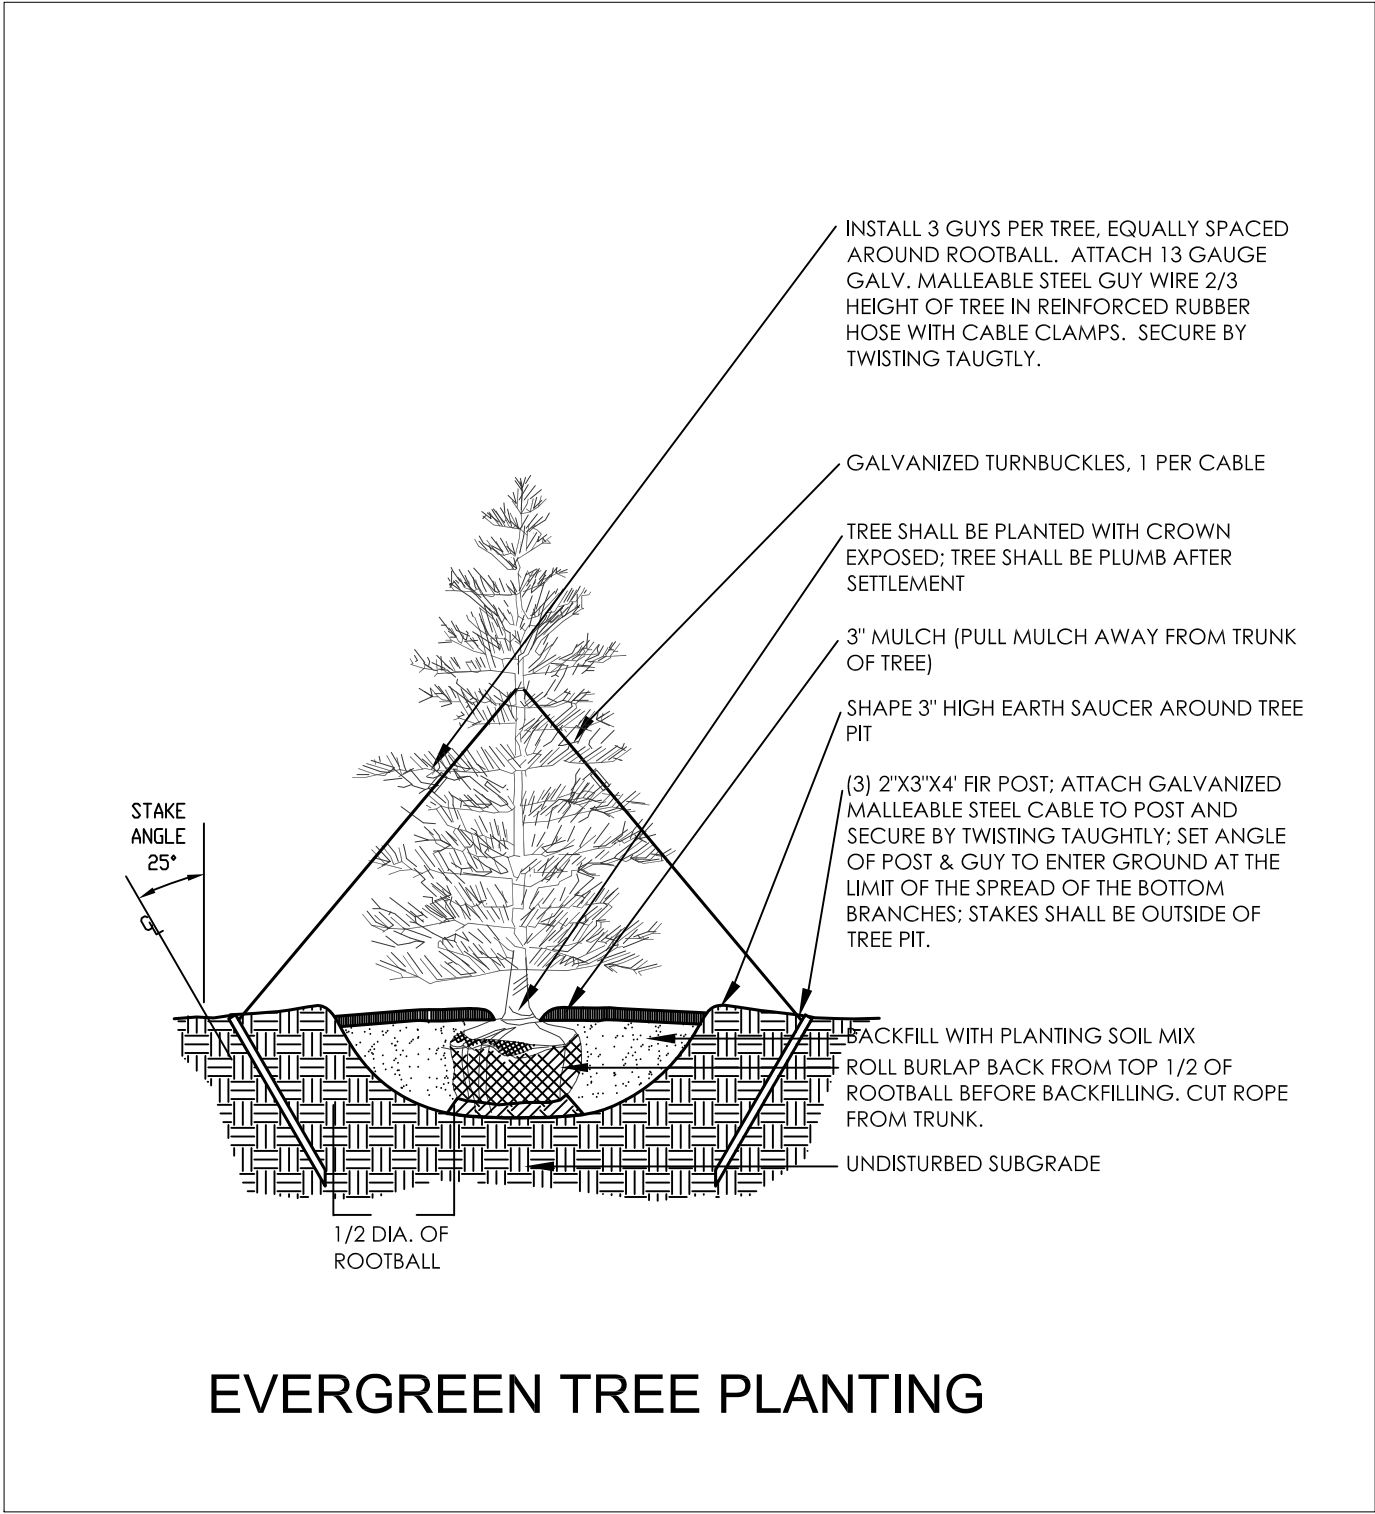 INSTALL 3 GUYS PER TREE, EQUALLY SPACED
AROUND ROOTBALL. ATTACH 13 GAUGE
GALV. MALLEABLE STEEL GUY WIRE 2/3
HEIGHT OF TREE IN REINFORCED RUBBER
HOSE WITH CABLE CLAMPS. SECURE BY
TWISTING TAUGTLY.
GALVANIZED TURNBUCKLES, 1 PER CABLE
TREE SHALL BE PLANTED WITH CROWN
EXPOSED; TREE SHALL BE PLUMB AFTER
SETTLEMENT
3" MULCH (PULL MULCH AWAY FROM TRUNK
OF TREE)
SHAPE 3" HIGH EARTH SAUCER AROUND TREE
PIT
(3) 2"X3"X4' FIR POST; ATTACH GALVANIZED
MALLEABLE STEEL CABLE TO POST AND
SECURE BY TWISTING TAUGHTLY; SET ANGLE
OF POST & GUY TO ENTER GROUND AT THE
LIMIT OF THE SPREAD OF THE BOTTOM
BRANCHES; STAKES SHALL BE OUTSIDE OF
TREE PIT.
STAKE
ANGLE
25°
CL
BACKFILL WITH PLANTING SOIL MIX
ROLL BURLAP BACK FROM TOP 1/2 OF
ROOTBALL BEFORE BACKFILLING. CUT ROPE
FROM TRUNK.
UNDISTURBED SUBGRADE
1/2 DIA. OF
ROOTBALL
EVERGREEN TREE PLANTING